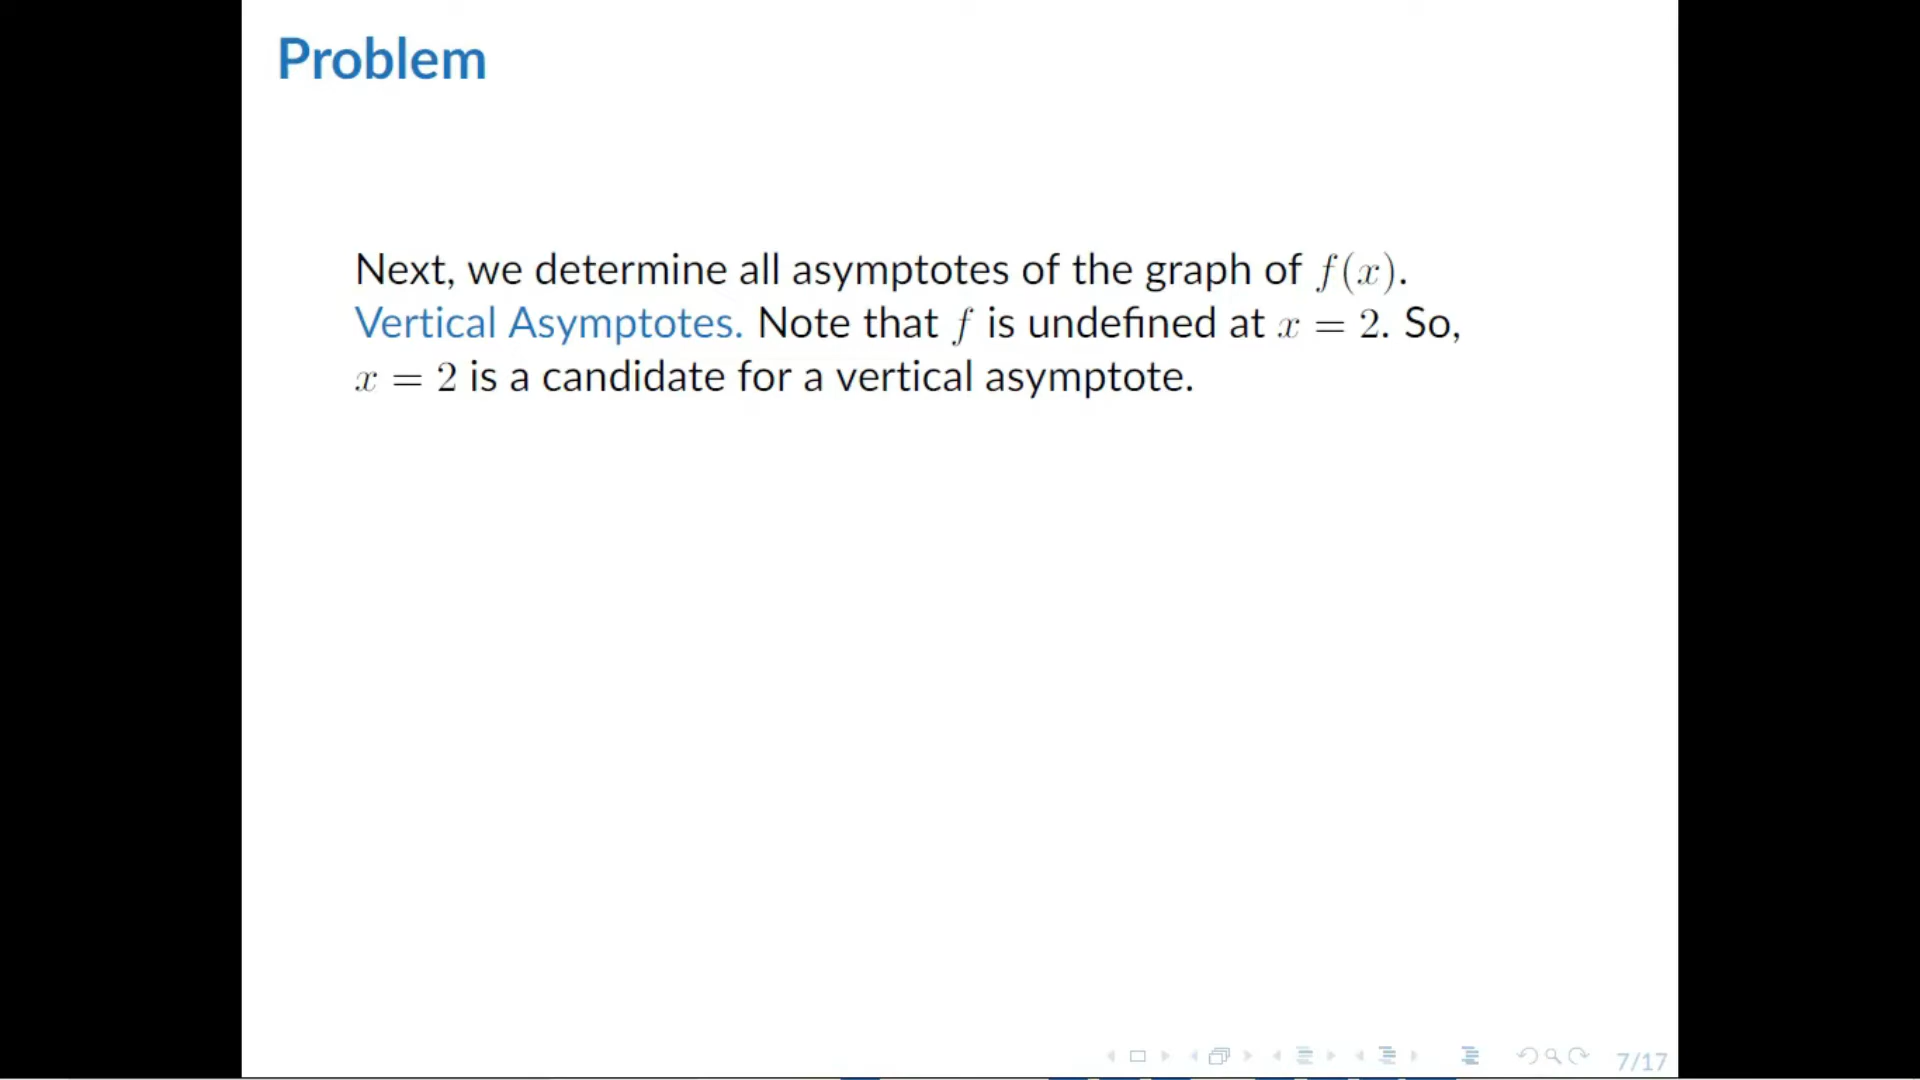 Problem
Next, we determine all asymptotes of the graph of f(x).
Vertical Asymptotes. Note that f is undefined at x = 2. So,
x = 2 is a candidate for a vertical asymptote.
7/17